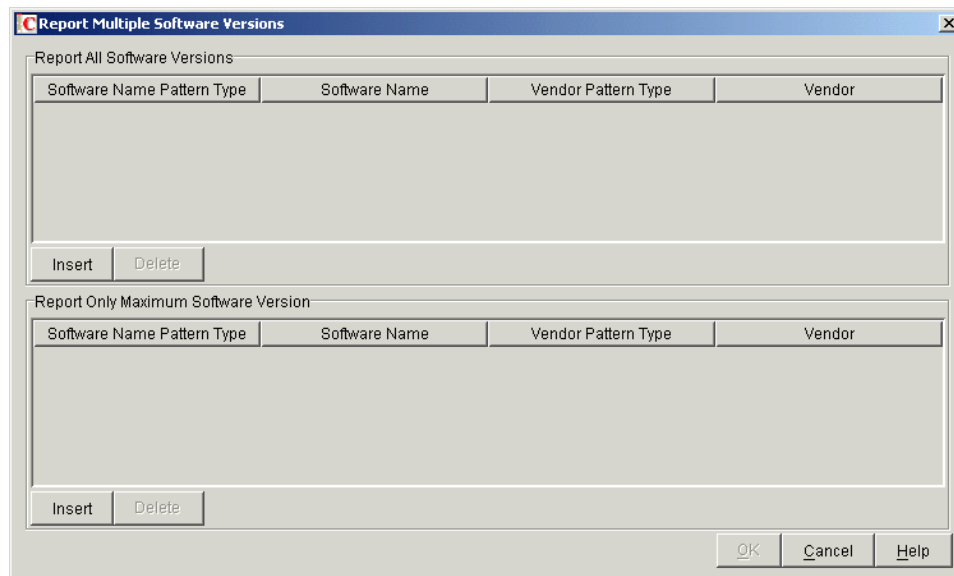 Report Multiple Software Versions
Report All Software Versions
Software Name Pattern Type Software Name Vendor Pattern Type Vendor
Insert Delete
Report Only Maximum Software Version
Software Name Pattern Type Software Name Vendor Pattern Type Vendor
Insert Delete
OK Cancel Help